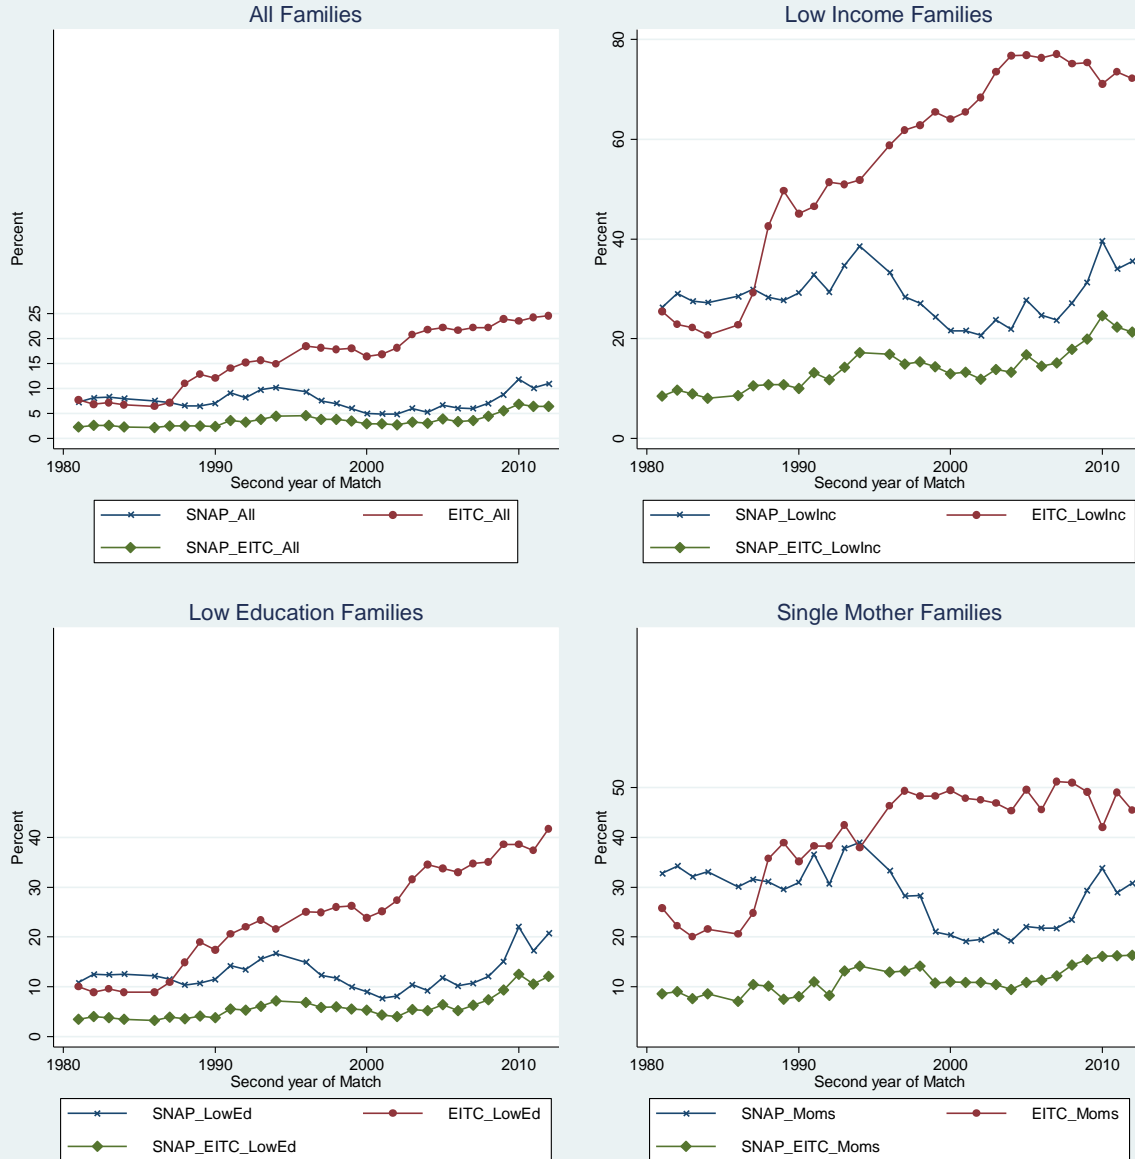 All Families
Percent
25
20
15
10
5
0
1980 1990 2000 2010
Second year of Match
SNAP_All EITC_All
SNAP_EITC_All
Low Income Families
Percent
80
60
40
20
0
1980 1990 2000 2010
Second year of Match
SNAP_LowInc EITC_LowInc
SNAP_EITC_LowInc
Low Education Families
Percent
40
30
20
10
0
1980 1990 2000 2010
Second year of Match
SNAP_LowEd EITC_LowEd
SNAP_EITC_LowEd
Single Mother Families
Percent
50
40
30
20
10
1980 1990 2000 2010
Second year of Match
SNAP_Moms EITC_Moms
SNAP_EITC_Moms